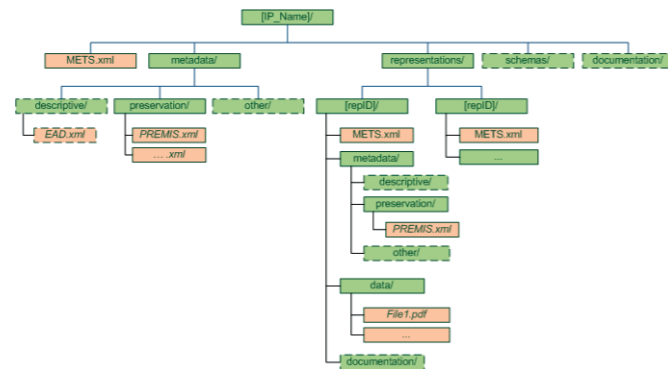 [IP_Name]/
METS.xml
metadata/
representations/
schemas/
documentation/
descriptive/
preservation/
other/
[repID]/
[repID]/
EAD.xml
PREMIS.xml
... .xml
METS.xml
metadata/
descriptive/
preservation/
PREMIS.xml
other/
data/
File1.pdf
...
documentation/
METS.xml
...